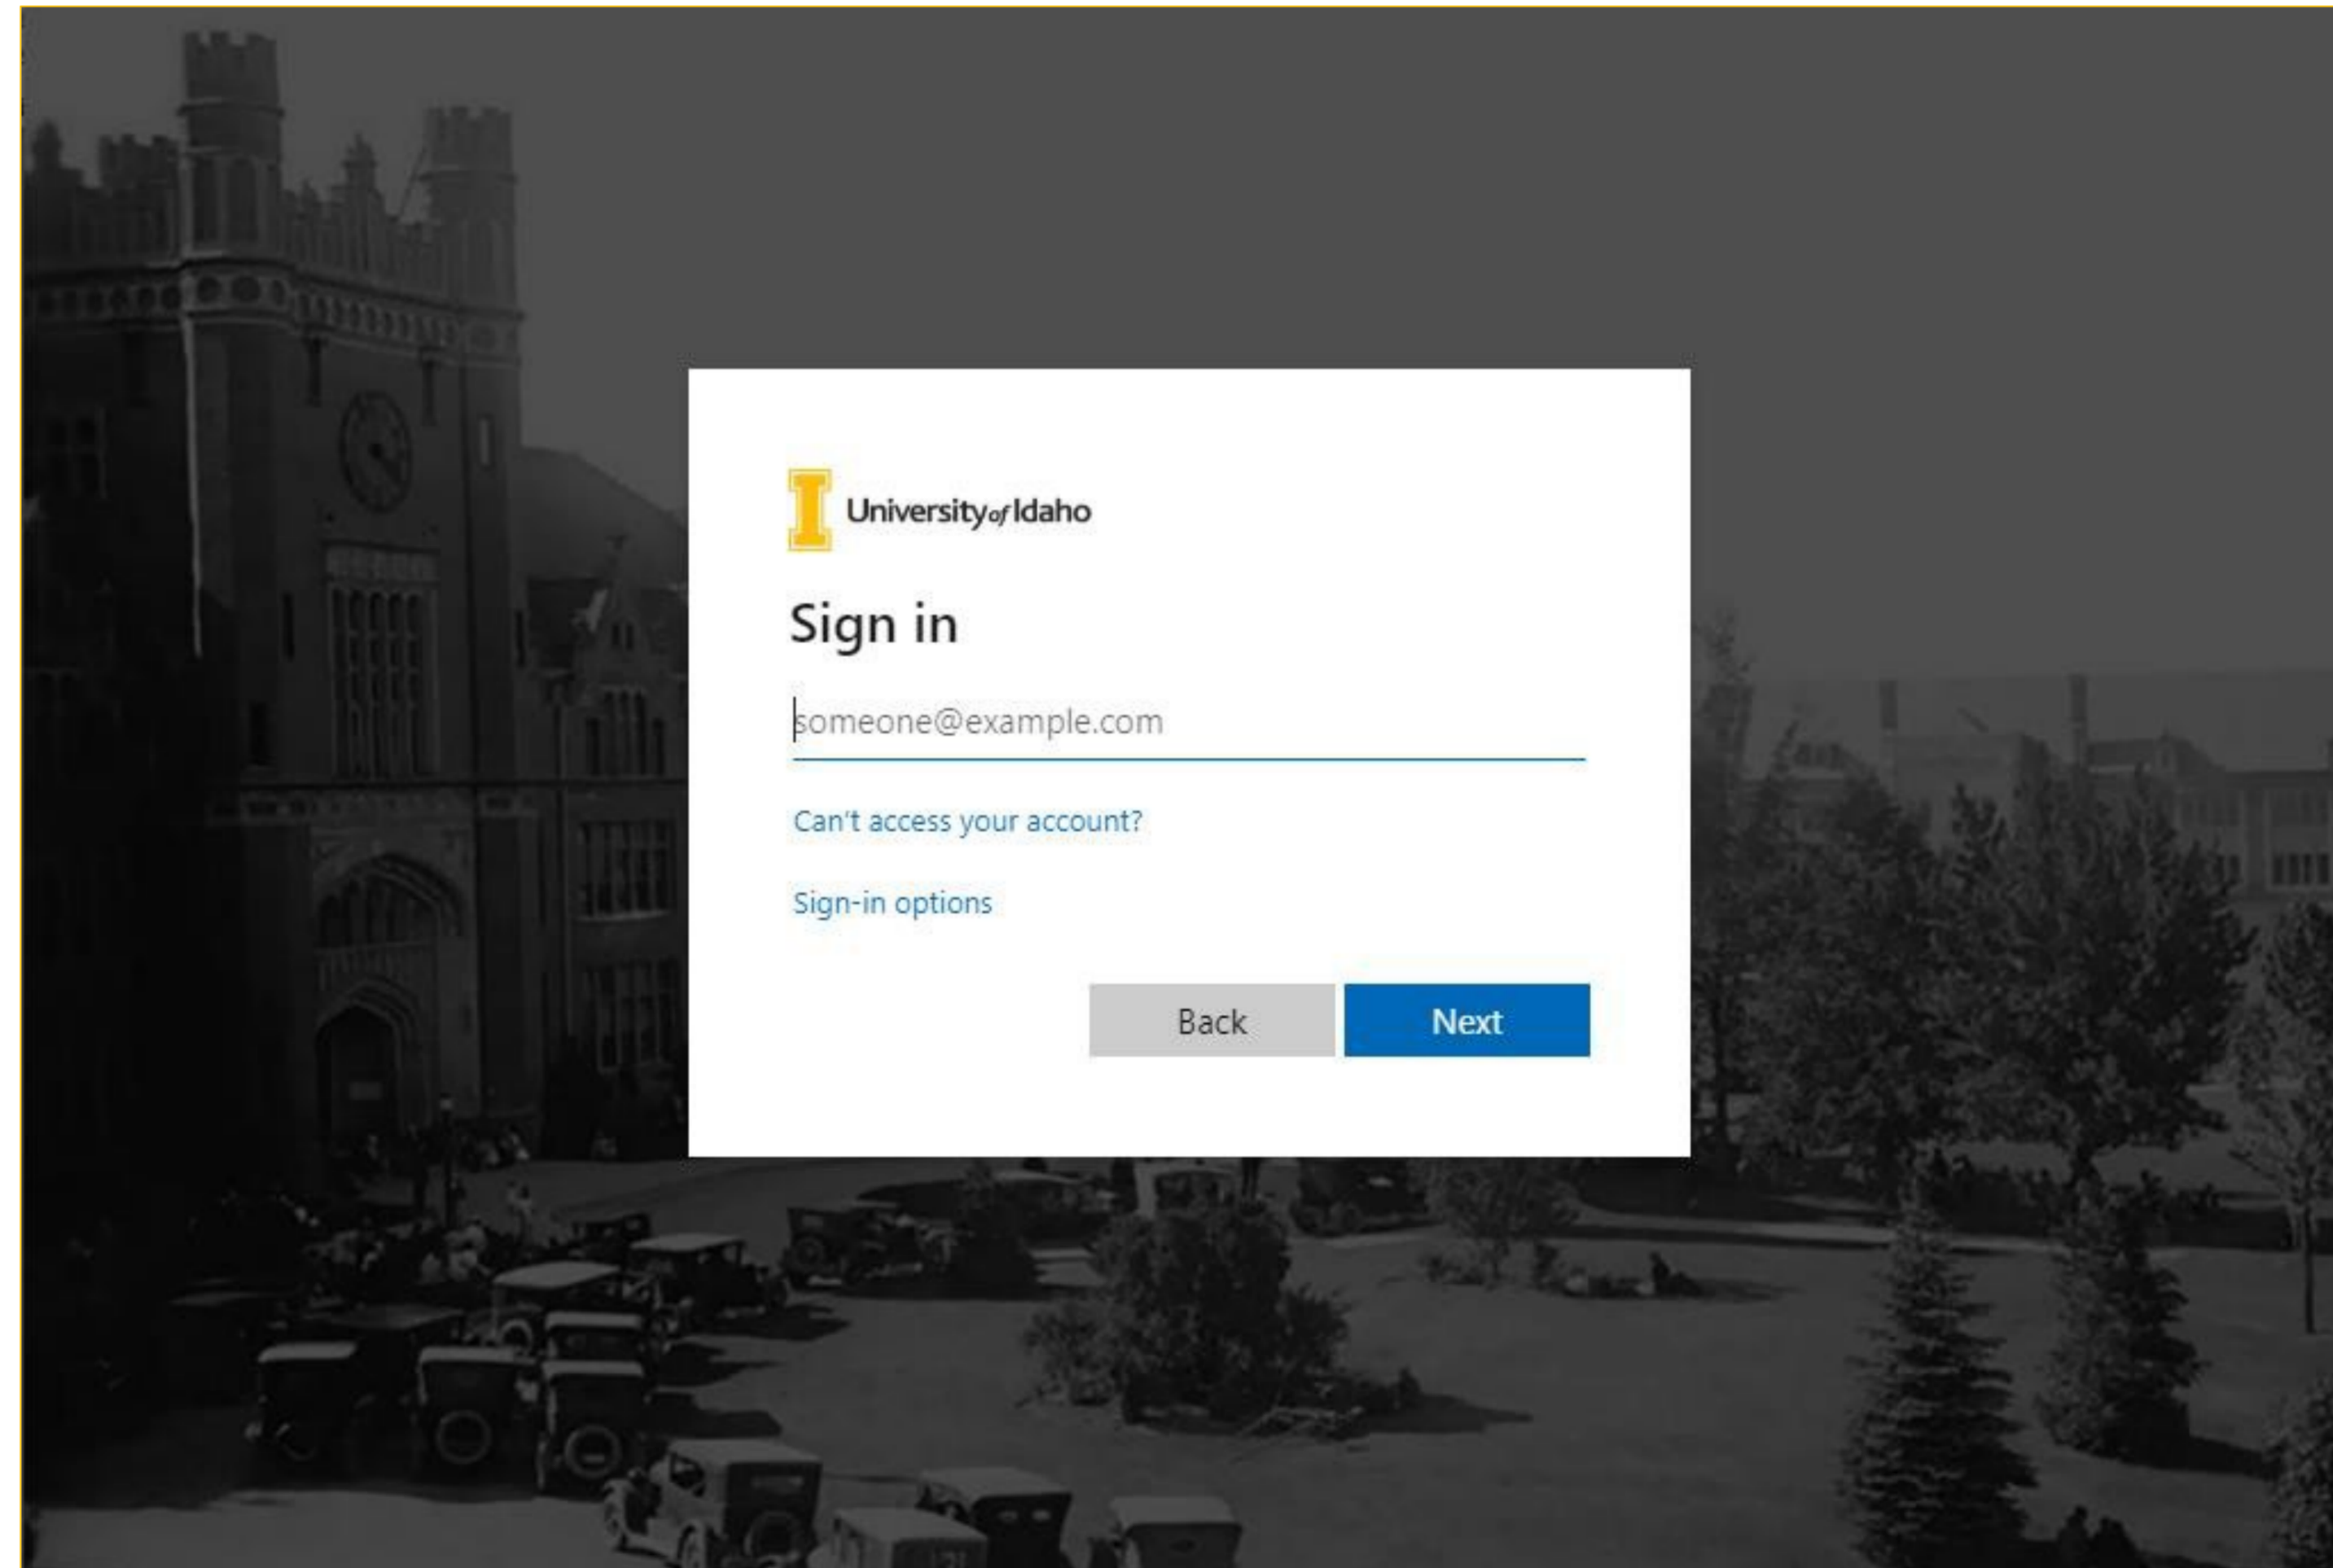 I University of Idaho
Sign in
someone@example.com
Can't access your account?
Sign-in options
Back Next